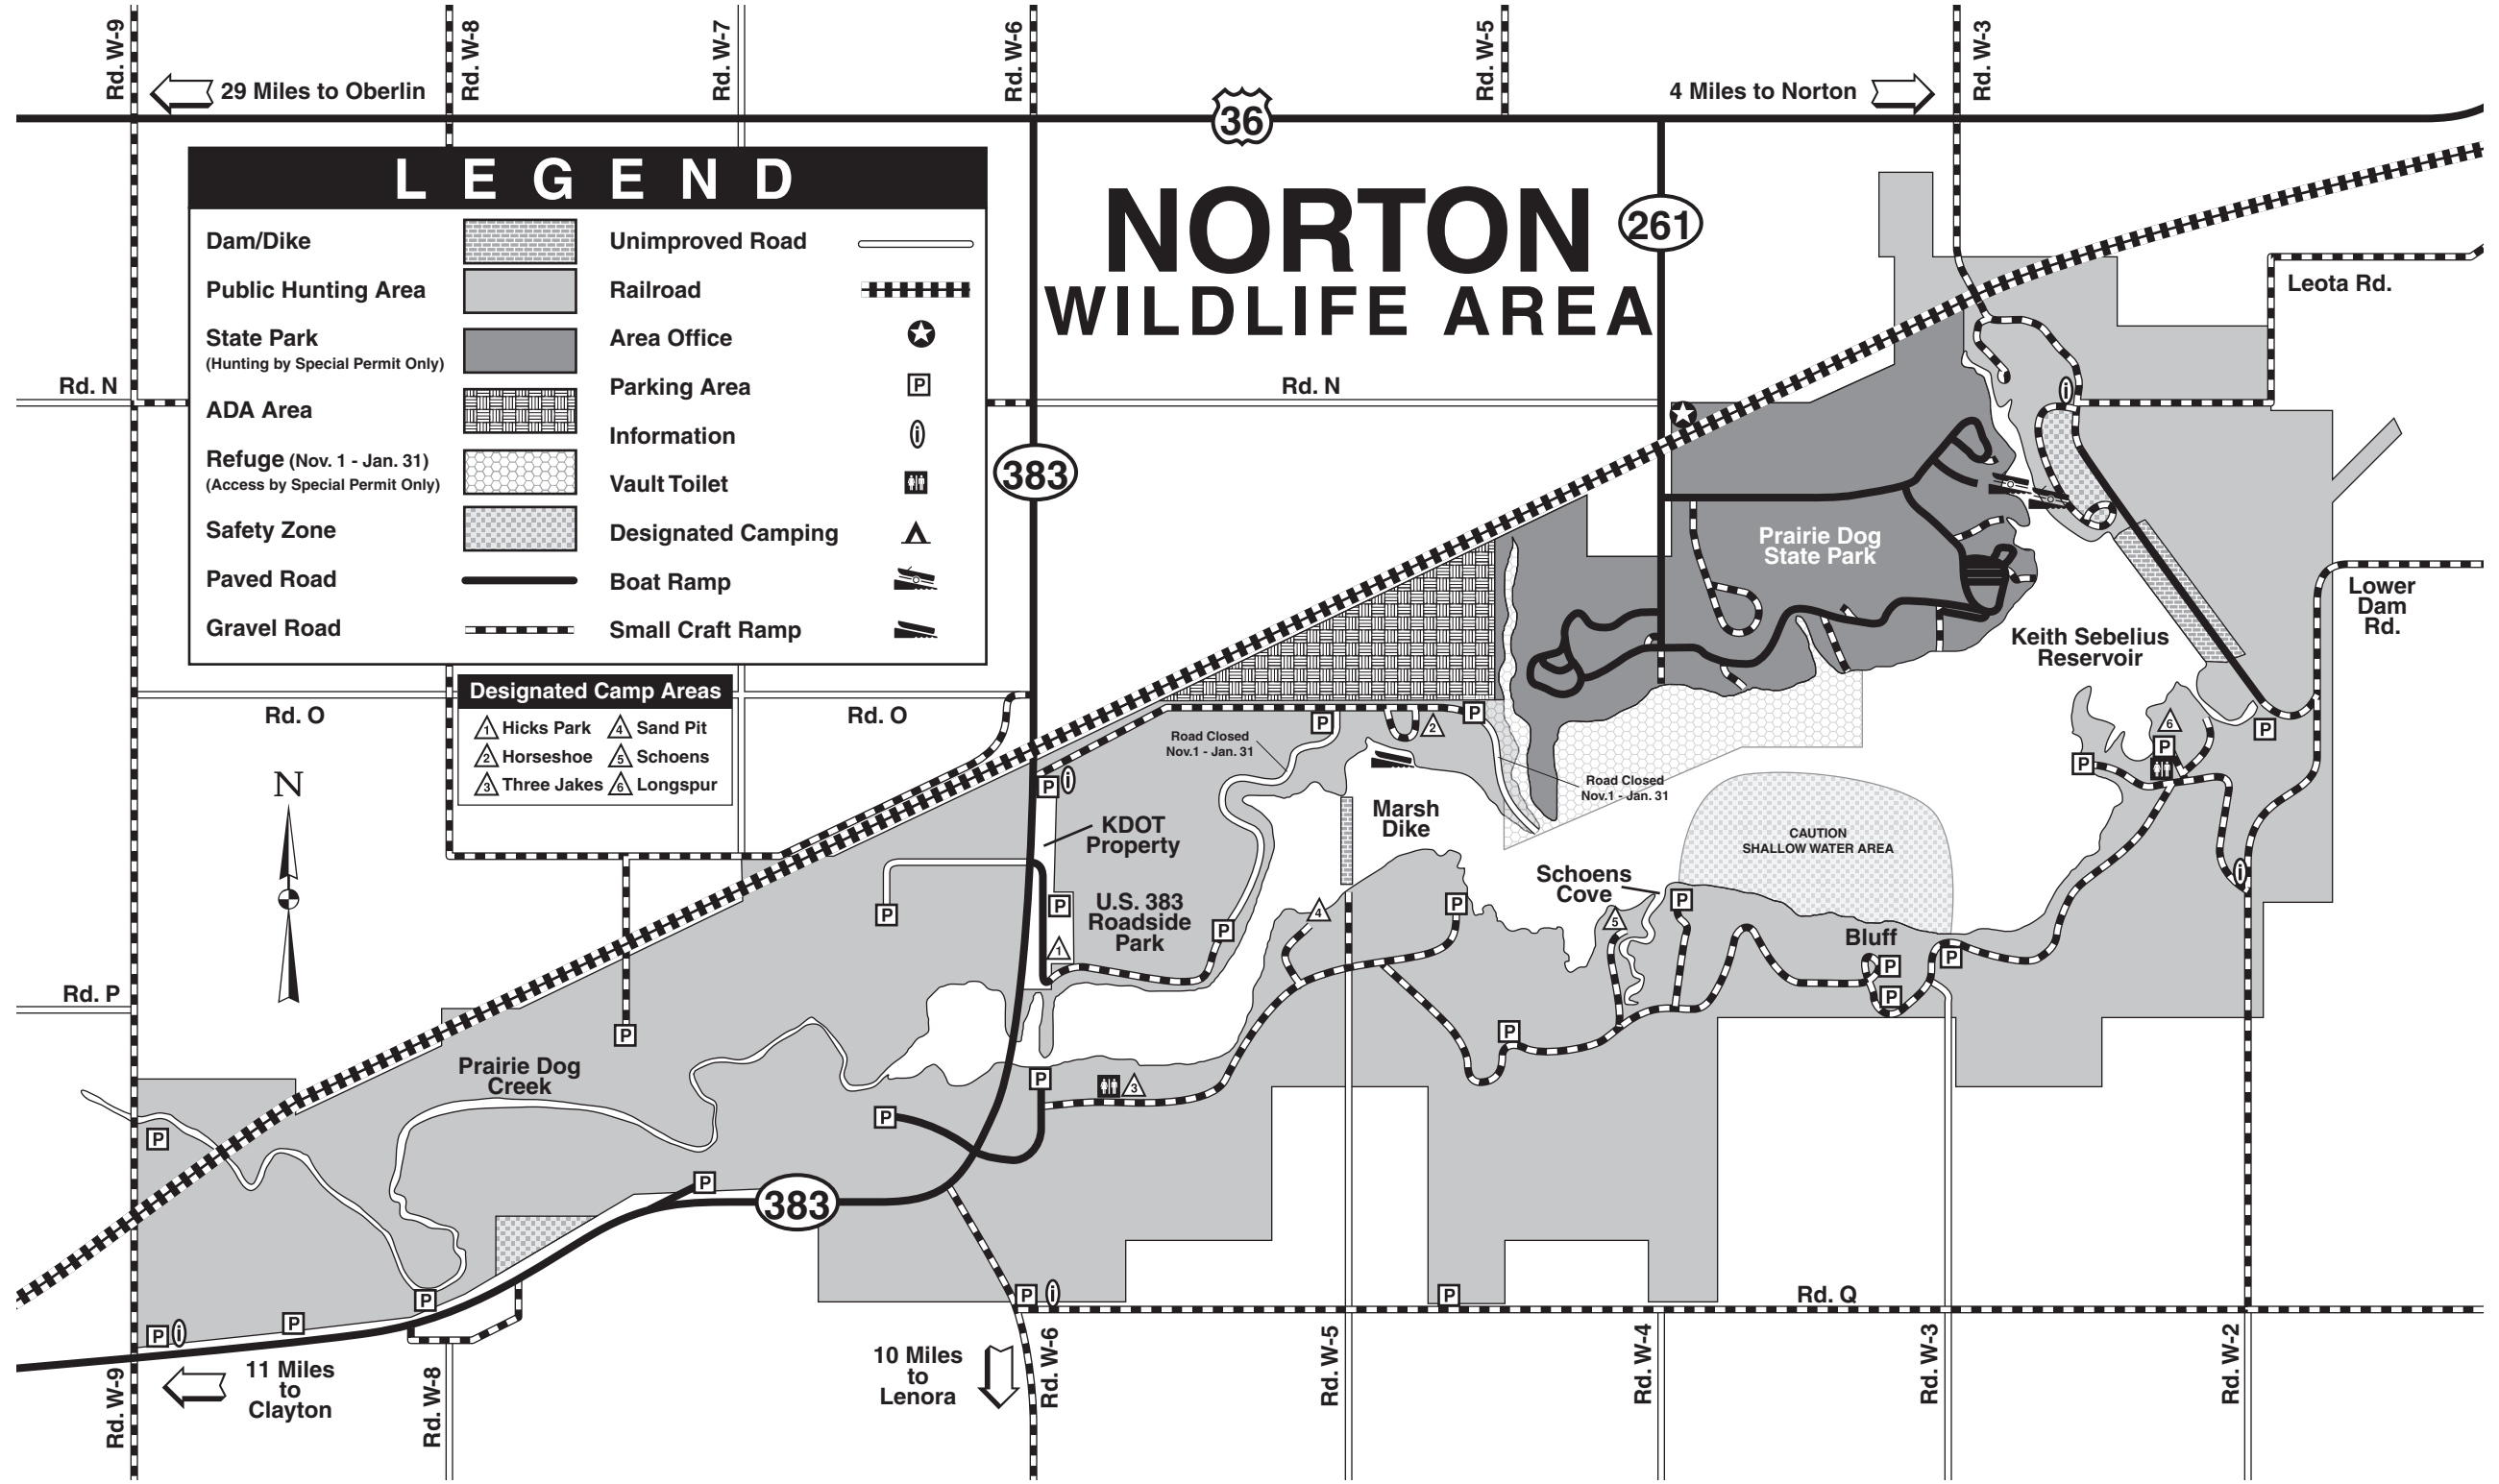 Rd. W-9
Rd. W-8
Rd. W-7
Rd. W-6
Rd. W-5
Rd. W-3
29 Miles to Oberlin
4 Miles to Norton
36
LEGEND
Dam/Dike
Public Hunting Area
State Park
(Hunting by Special Permit Only)
ADA Area
Refuge (Nov. 1 - Jan. 31)
(Access by Special Permit Only)
Safety Zone
Paved Road
Gravel Road
Unimproved Road
Railroad
Area Office
Parking Area
P
Information
i
Vault Toilet
Designated Camping
Boat Ramp
Small Craft Ramp
NORTON
WILDLIFE AREA
261
Leota Rd.
Rd. N
Rd. N
383
i
Prairie Dog
State Park
Lower
Dam
Rd.
Keith Sebelius
Reservoir
Designated Camp Areas
1 Hicks Park
2 Horseshoe
3 Three Jakes
4 Sand Pit
5 Schoens
6 Longspur
Rd. O
Rd. O
N
P
2
P
Road Closed
Nov.1 - Jan. 31
Road Closed
Nov.1 - Jan. 31
6
P
P
P
P
i
KDOT
Property
Marsh
Dike
CAUTION
SHALLOW WATER AREA
Schoens
Cove
i
P
P
U.S. 383
Roadside
Park
1
P
4
P
5
P
Bluff
P
P
P
Rd. P
P
P
Prairie Dog
Creek
P
3
P
P
P
383
P
i
P
Rd. Q
P
P
P
i
11 Miles
to
Clayton
10 Miles
to
Lenora
Rd. W-9
Rd. W-8
Rd. W-6
Rd. W-5
Rd. W-4
Rd. W-3
Rd. W-2